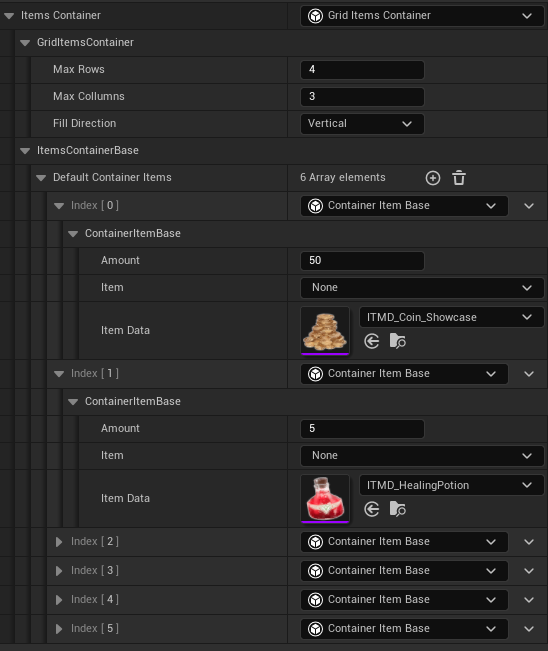 Items Container Grid Items Container
GridItemsContainer
Max Rows 4
Max Collumns 3
Fill Direction Vertical
ItemsContainerBase
Default Container Items 6 Array elements
Index [ 0 ] Container Item Base
ContainerItemBase
Amount 50
Item None
Item Data ITMD_Coin_Showcase
Index [ 1 ] Container Item Base
ContainerItemBase
Amount 5
Item None
Item Data ITMD_HealingPotion
Index [ 2 ] Container Item Base
Index [ 3 ] Container Item Base
Index [ 4 ] Container Item Base
Index [ 5 ] Container Item Base